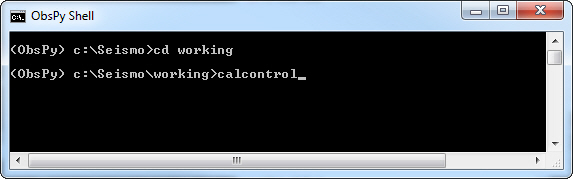 ObsPy Shell
(ObsPy) c:\Seismo>cd working
(ObsPy) c:\Seismo\working>calcontrol_